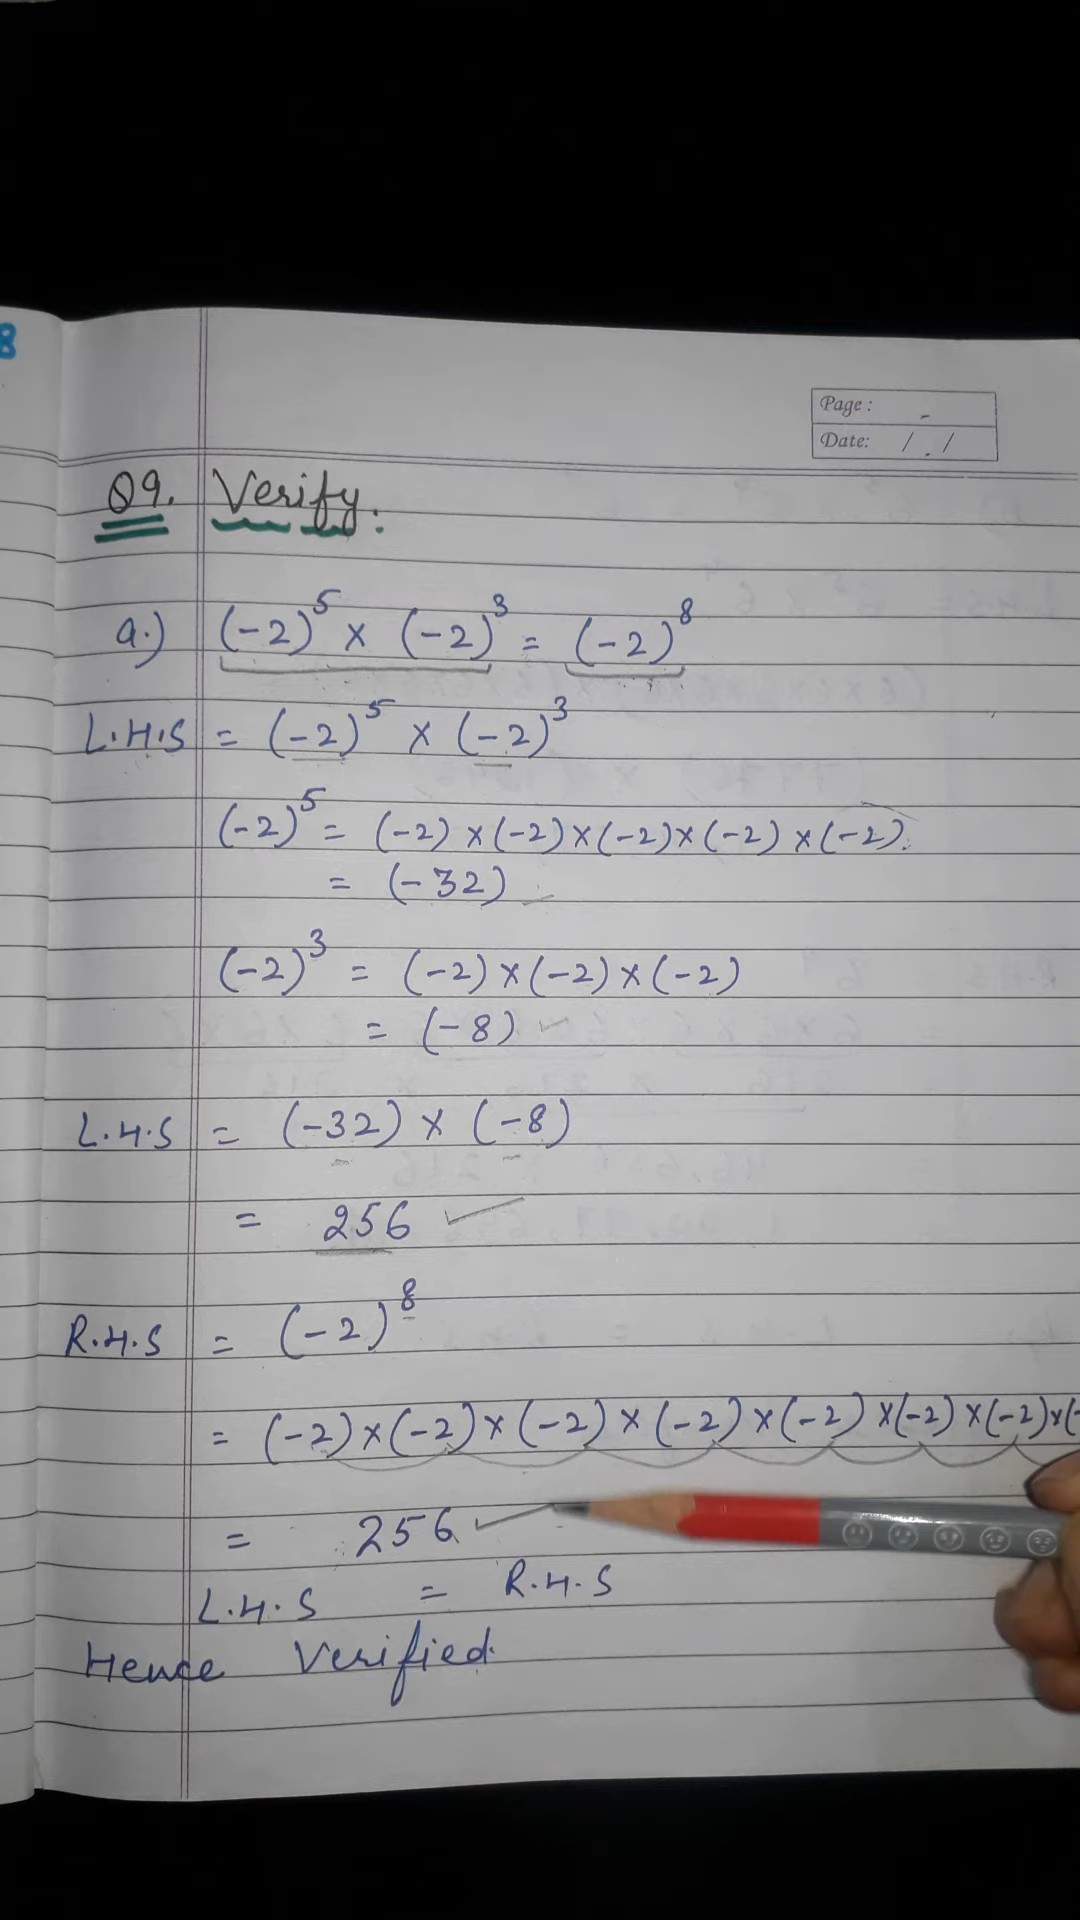 8
Page :
Date: / /
Q9. Verify.
a.) (-2)⁵ × (-2)³ = (-2)⁸
L.H.S = (-2)⁵ × (-2)³
(-2)⁵ = (-2) × (-2) × (-2) × (-2) × (-2).
= (-32)
(-2)³ = (-2) × (-2) × (-2)
= (-8)
L.H.S = (-32) × (-8)
= 256
R.H.S = (-2)⁸
= (-2) × (-2) × (-2) × (-2) × (-2) × (-2) × (-2) × (-
= 256
L.H.S = R.H.S
Hence Verified.